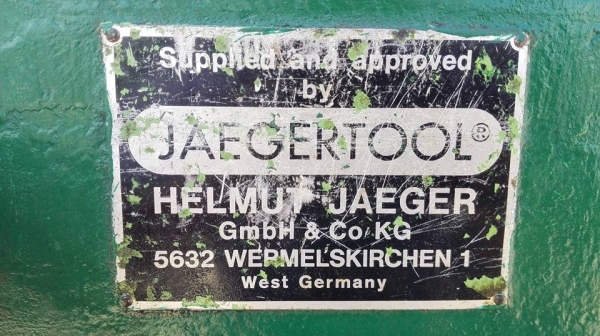 Supplied and approved
by
JAEGERTOOL®
HELMUT JAEGER
GmbH & Co KG
5632 WERMELSKIRCHEN 1
West Germany